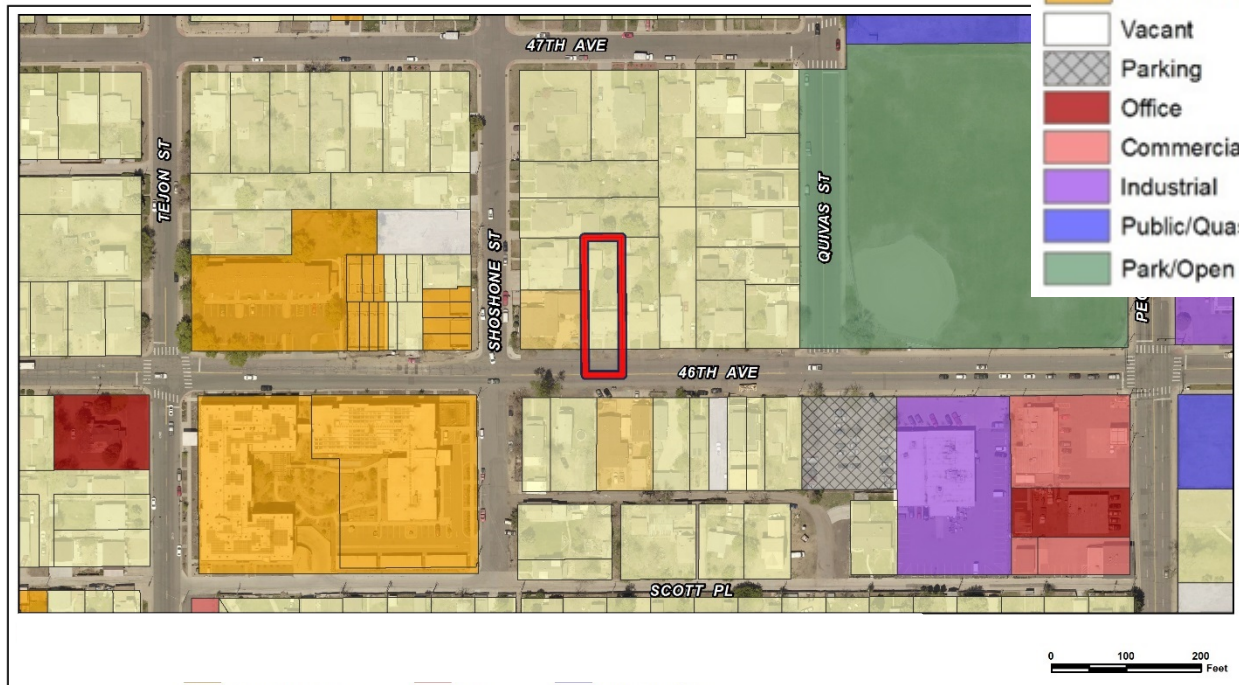 47TH AVE
Vacant
Parking
Office
Commercia
Industrial
Public/Quas
Park/Open
TEJON ST
SHOSHONE ST
QUIVAS ST
PEC
46TH AVE
SCOTT PL
0 100 200
Feet